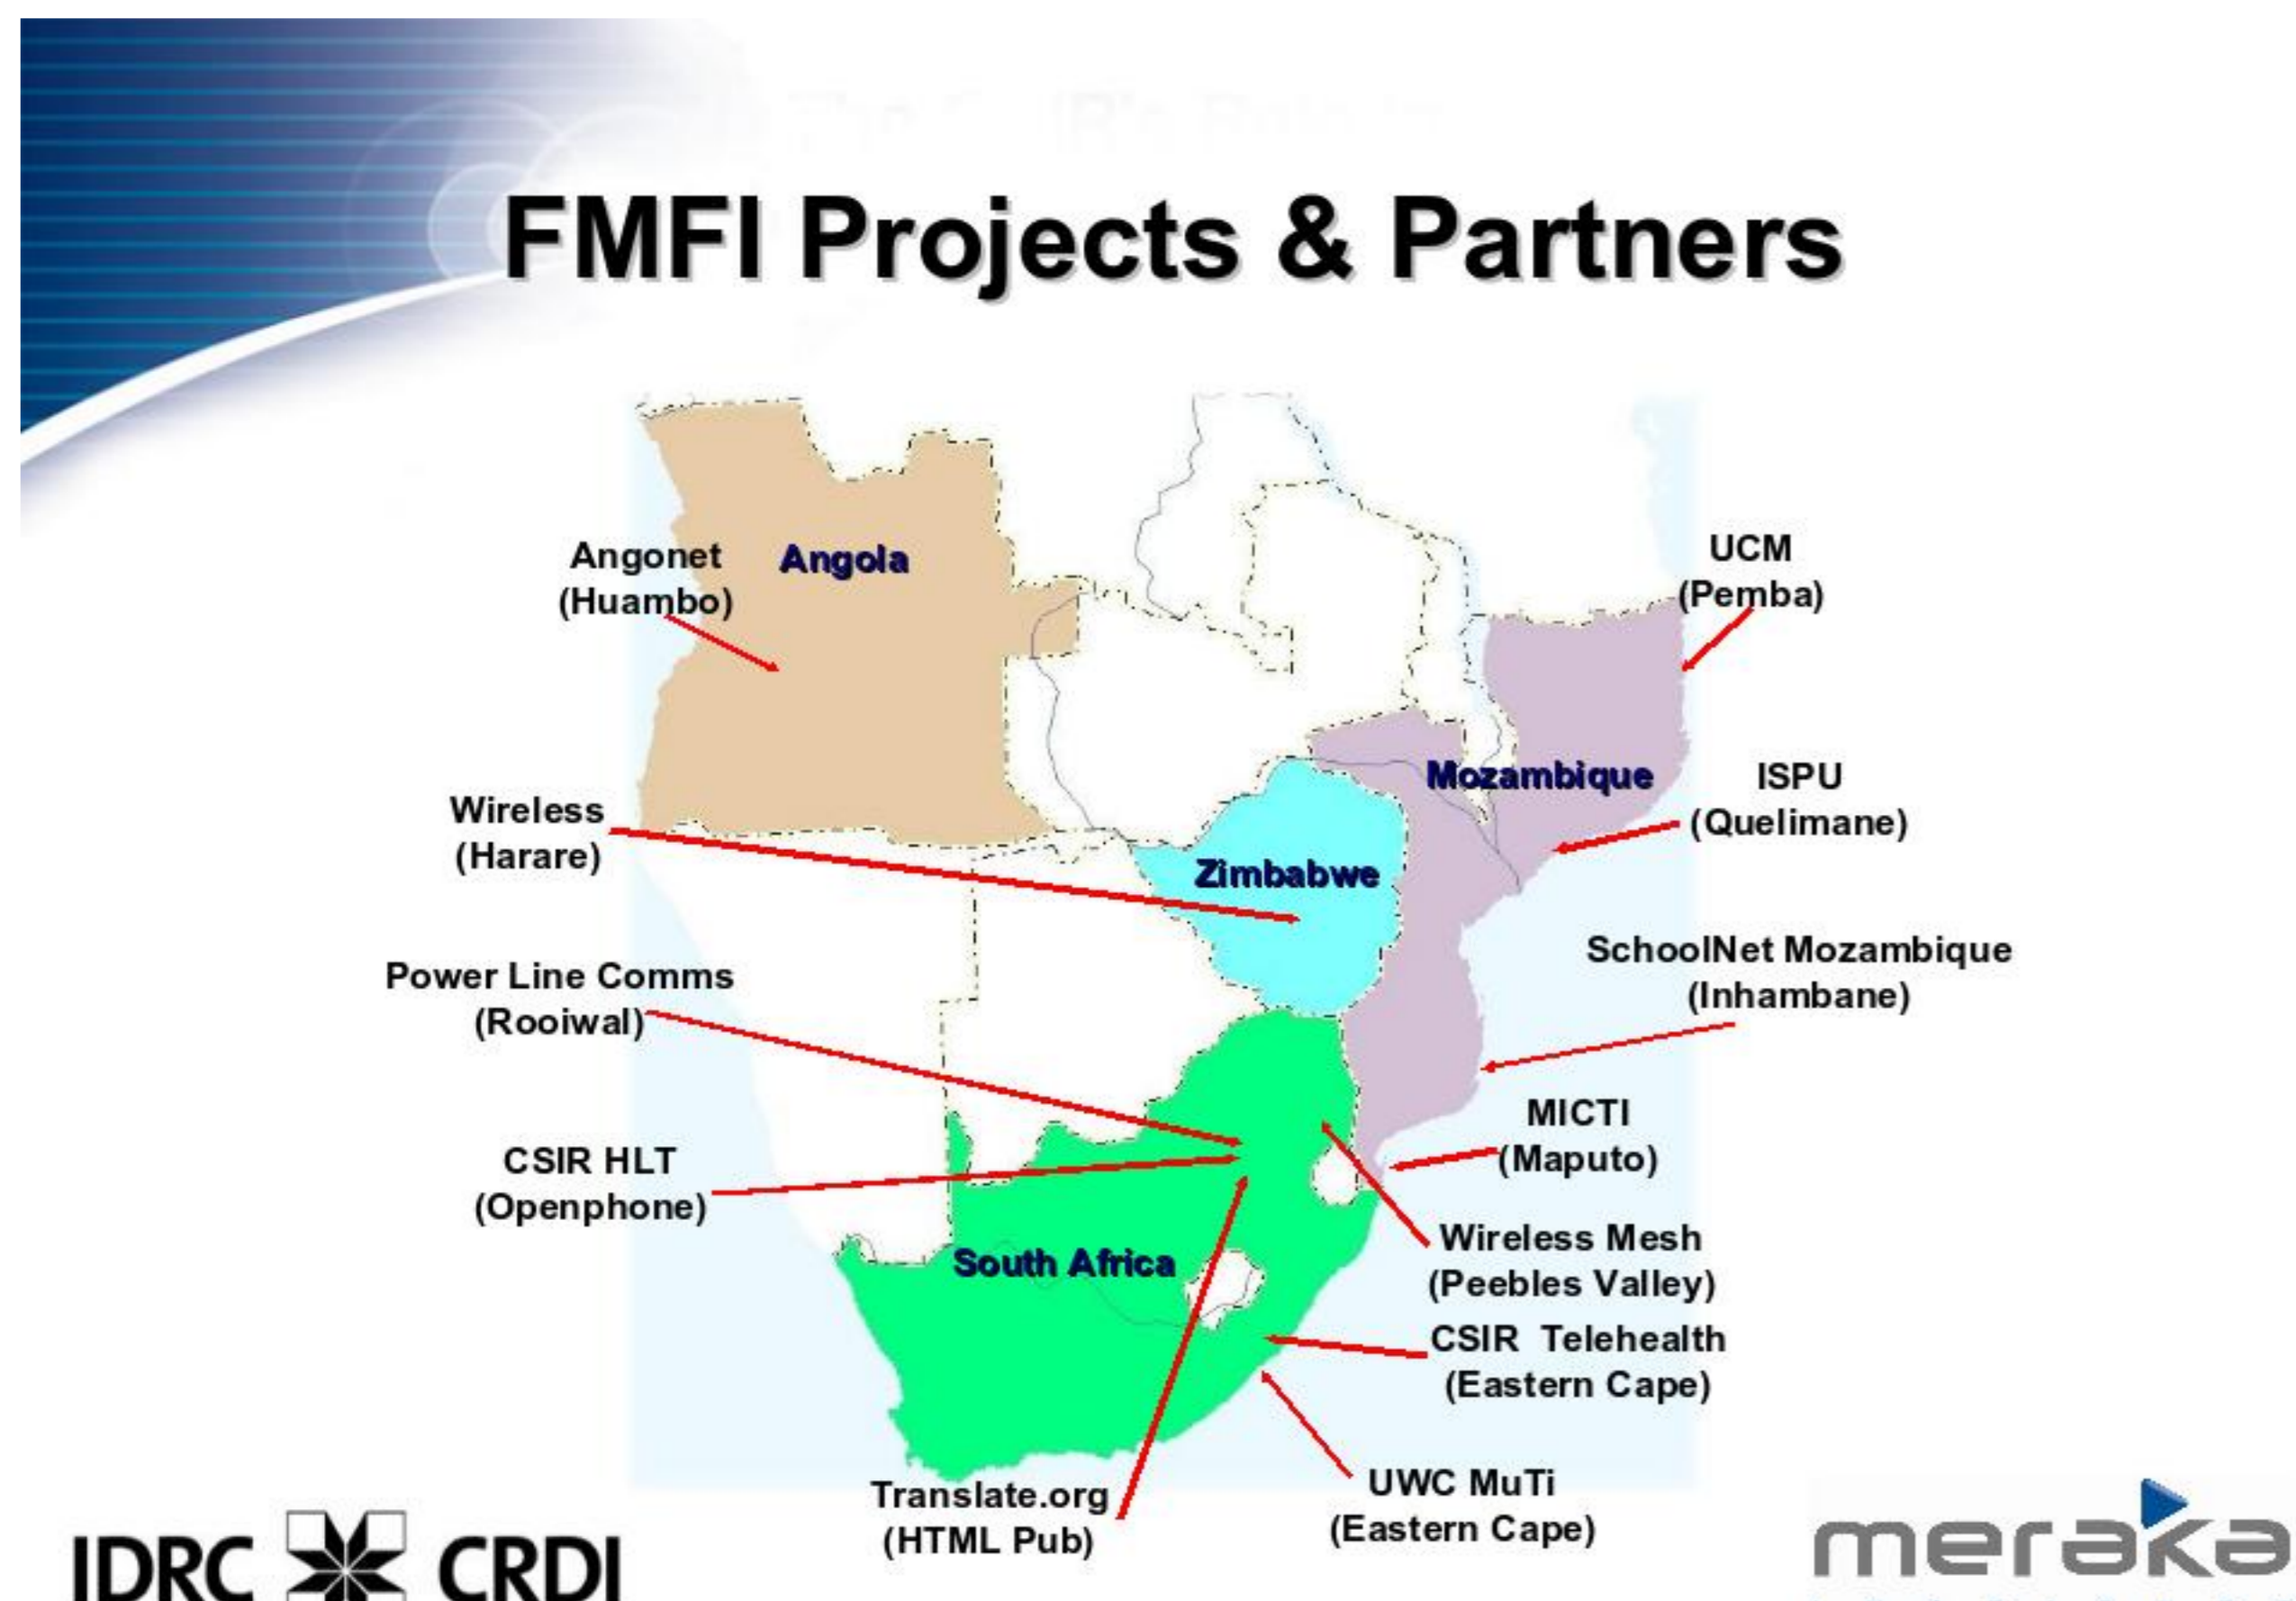 FMFI Projects & Partners
Angonet
(Huambo)
Angola
UCM
(Pemba)
Mozambique
ISPU
(Quelimane)
Wireless
(Harare)
Zimbabwe
SchoolNet Mozambique
(Inhambane)
Power Line Comms
(Rooiwal)
MICTI
(Maputo)
CSIR HLT
(Openphone)
South Africa
Wireless Mesh
(Peebles Valley)
CSIR Telehealth
(Eastern Cape)
UWC MuTi
(Eastern Cape)
Translate.org
(HTML Pub)
IDRC CRDI
meraka